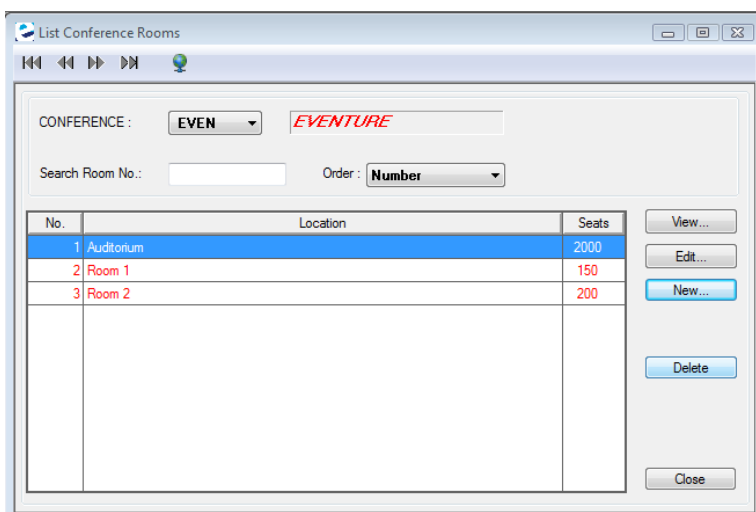 List Conference Rooms
CONFERENCE : EVEN EVENTURE
Search Room No.: Order : Number
No. Location Seats
1 Auditorium 2000
2 Room 1 150
3 Room 2 200
View...
Edit...
New...
Delete
Close